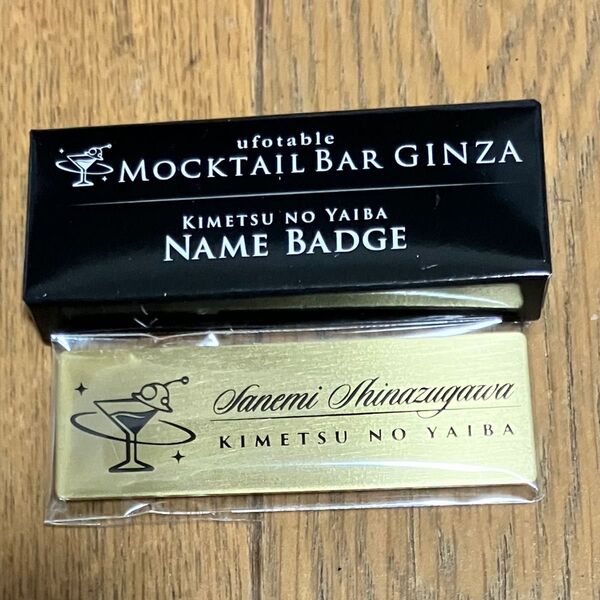 ufotable
MOCKTAIL BAR GINZA
KIMETSU NO YAIBA
NAME BADGE
Sanemi Shinazugawa
KIMETSU NO YAIBA